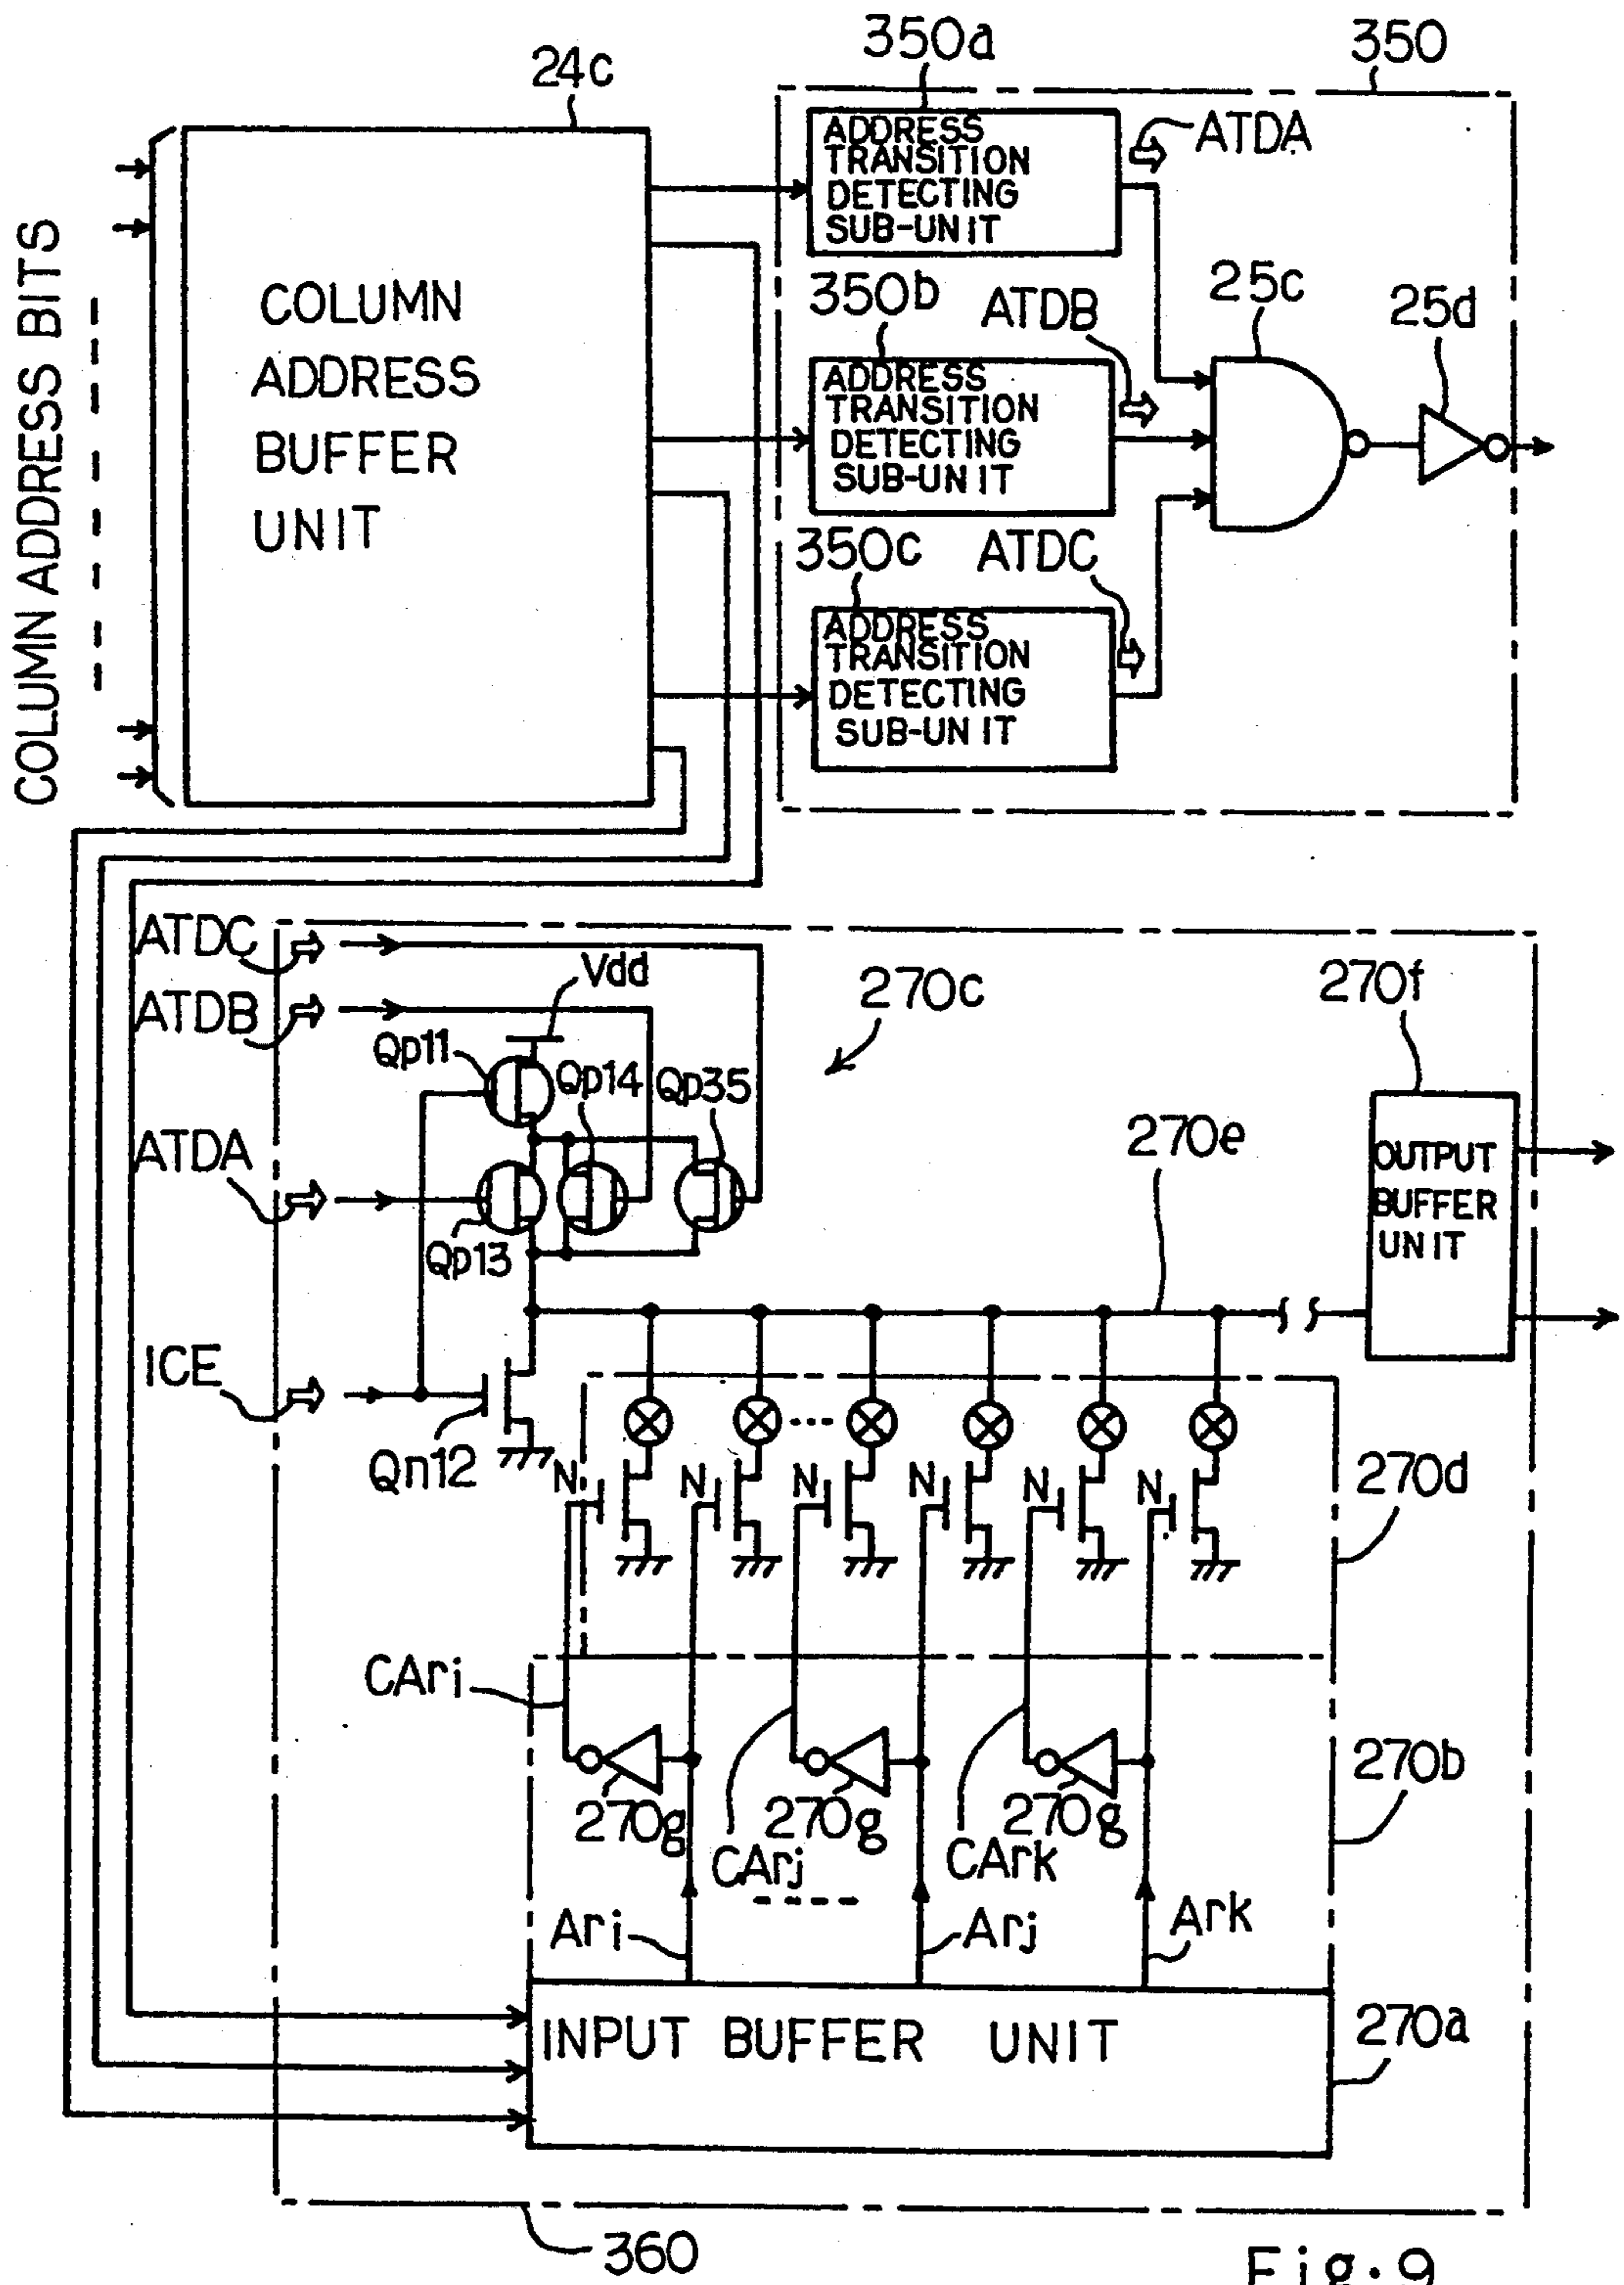 350a
350
24c
ATDA
ADDRESS
TRANSITION
DETECTING
SUB-UNIT
COLUMN ADDRESS BITS
COLUMN
ADDRESS
BUFFER
UNIT
350b
ATDB
25c
25d
ADDRESS
TRANSITION
DETECTING
SUB-UNIT
350c
ATDC
ADDRESS
TRANSITION
DETECTING
SUB-UNIT
ATDC
Vdd
270c
270f
ATDB
Qp11
Qp14
Qp35
ATDA
270e
OUTPUT
BUFFER
UNIT
Qp13
ICE
Qn12
N
N
N
N
N
N
270d
CAri
270b
270g
270g
270g
CArj
CArk
Ari
Arj
Ark
INPUT BUFFER UNIT
270a
360
Fig. 9